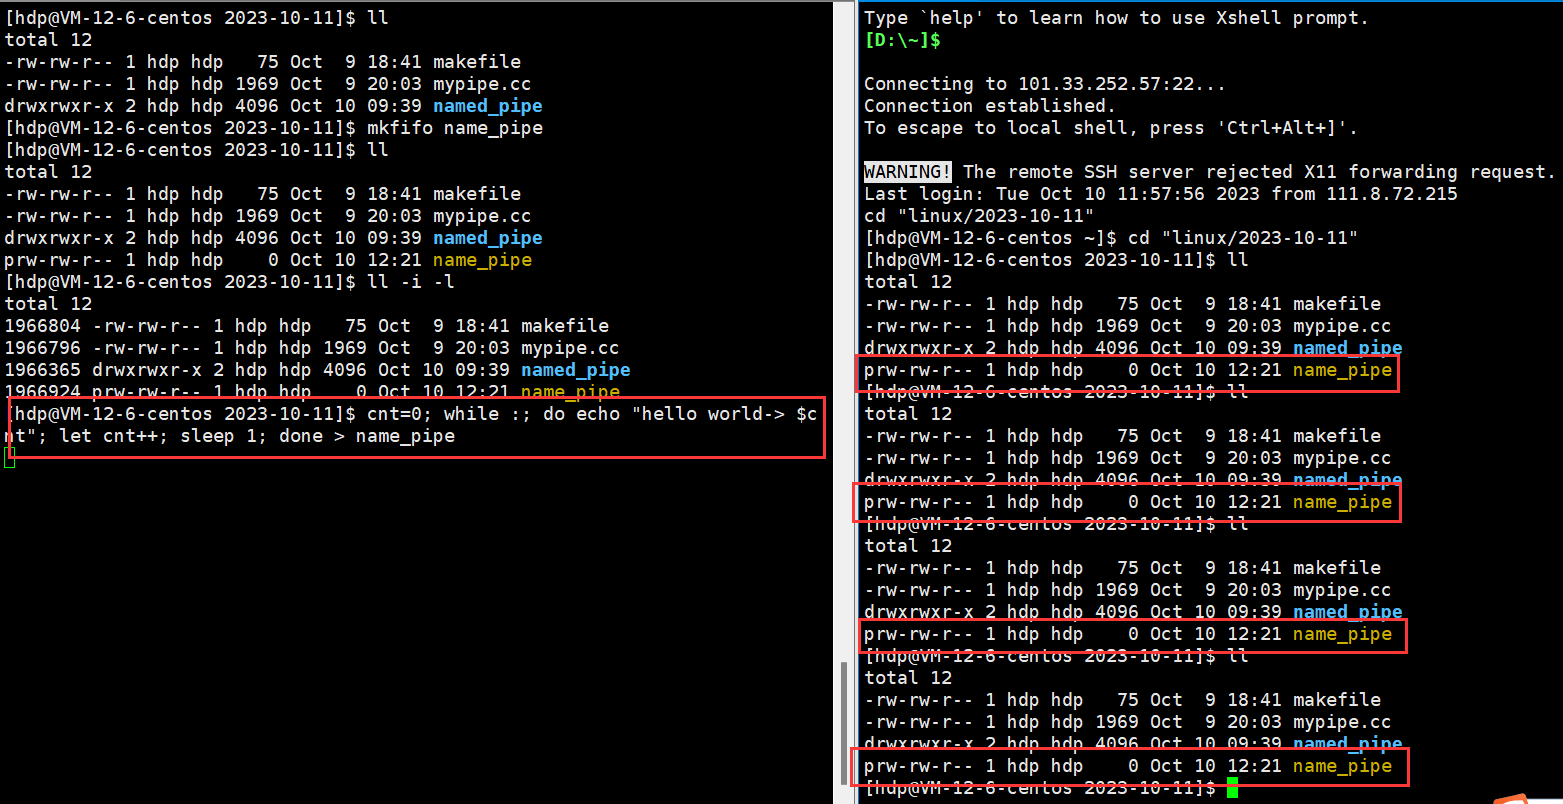 [hdp@VM-12-6-centos 2023-10-11]$ ll
total 12
-rw-rw-r-- 1 hdp hdp   75 Oct  9 18:41 makefile
-rw-rw-r-- 1 hdp hdp 1969 Oct  9 20:03 mypipe.cc
drwxrwxr-x 2 hdp hdp 4096 Oct 10 09:39 named_pipe
[hdp@VM-12-6-centos 2023-10-11]$ mkfifo name_pipe
[hdp@VM-12-6-centos 2023-10-11]$ ll
total 12
-rw-rw-r-- 1 hdp hdp   75 Oct  9 18:41 makefile
-rw-rw-r-- 1 hdp hdp 1969 Oct  9 20:03 mypipe.cc
drwxrwxr-x 2 hdp hdp 4096 Oct 10 09:39 named_pipe
prw-rw-r-- 1 hdp hdp    0 Oct 10 12:21 name_pipe
[hdp@VM-12-6-centos 2023-10-11]$ ll -i -l
total 12
1966804 -rw-rw-r-- 1 hdp hdp   75 Oct  9 18:41 makefile
1966796 -rw-rw-r-- 1 hdp hdp 1969 Oct  9 20:03 mypipe.cc
1966365 drwxrwxr-x 2 hdp hdp 4096 Oct 10 09:39 named_pipe
1966924 prw-rw-r-- 1 hdp hdp    0 Oct 10 12:21 name_pipe
[hdp@VM-12-6-centos 2023-10-11]$ cnt=0; while :; do echo "hello world-> $c
nt"; let cnt++; sleep 1; done > name_pipe
Type `help' to learn how to use Xshell prompt.
[D:\~]$
Connecting to 101.33.252.57:22...
Connection established.
To escape to local shell, press 'Ctrl+Alt+]'.
WARNING! The remote SSH server rejected X11 forwarding request.
Last login: Tue Oct 10 11:57:56 2023 from 111.8.72.215
cd "linux/2023-10-11"
[hdp@VM-12-6-centos ~]$ cd "linux/2023-10-11"
[hdp@VM-12-6-centos 2023-10-11]$ ll
total 12
-rw-rw-r-- 1 hdp hdp   75 Oct  9 18:41 makefile
-rw-rw-r-- 1 hdp hdp 1969 Oct  9 20:03 mypipe.cc
drwxrwxr-x 2 hdp hdp 4096 Oct 10 09:39 named_pipe
prw-rw-r-- 1 hdp hdp    0 Oct 10 12:21 name_pipe
[hdp@VM-12-6-centos 2023-10-11]$ ll
total 12
-rw-rw-r-- 1 hdp hdp   75 Oct  9 18:41 makefile
-rw-rw-r-- 1 hdp hdp 1969 Oct  9 20:03 mypipe.cc
drwxrwxr-x 2 hdp hdp 4096 Oct 10 09:39 named_pipe
prw-rw-r-- 1 hdp hdp    0 Oct 10 12:21 name_pipe
[hdp@VM-12-6-centos 2023-10-11]$ ll
total 12
-rw-rw-r-- 1 hdp hdp   75 Oct  9 18:41 makefile
-rw-rw-r-- 1 hdp hdp 1969 Oct  9 20:03 mypipe.cc
drwxrwxr-x 2 hdp hdp 4096 Oct 10 09:39 named_pipe
prw-rw-r-- 1 hdp hdp    0 Oct 10 12:21 name_pipe
[hdp@VM-12-6-centos 2023-10-11]$ ll
total 12
-rw-rw-r-- 1 hdp hdp   75 Oct  9 18:41 makefile
-rw-rw-r-- 1 hdp hdp 1969 Oct  9 20:03 mypipe.cc
drwxrwxr-x 2 hdp hdp 4096 Oct 10 09:39 named_pipe
prw-rw-r-- 1 hdp hdp    0 Oct 10 12:21 name_pipe
[hdp@VM-12-6-centos 2023-10-11]$